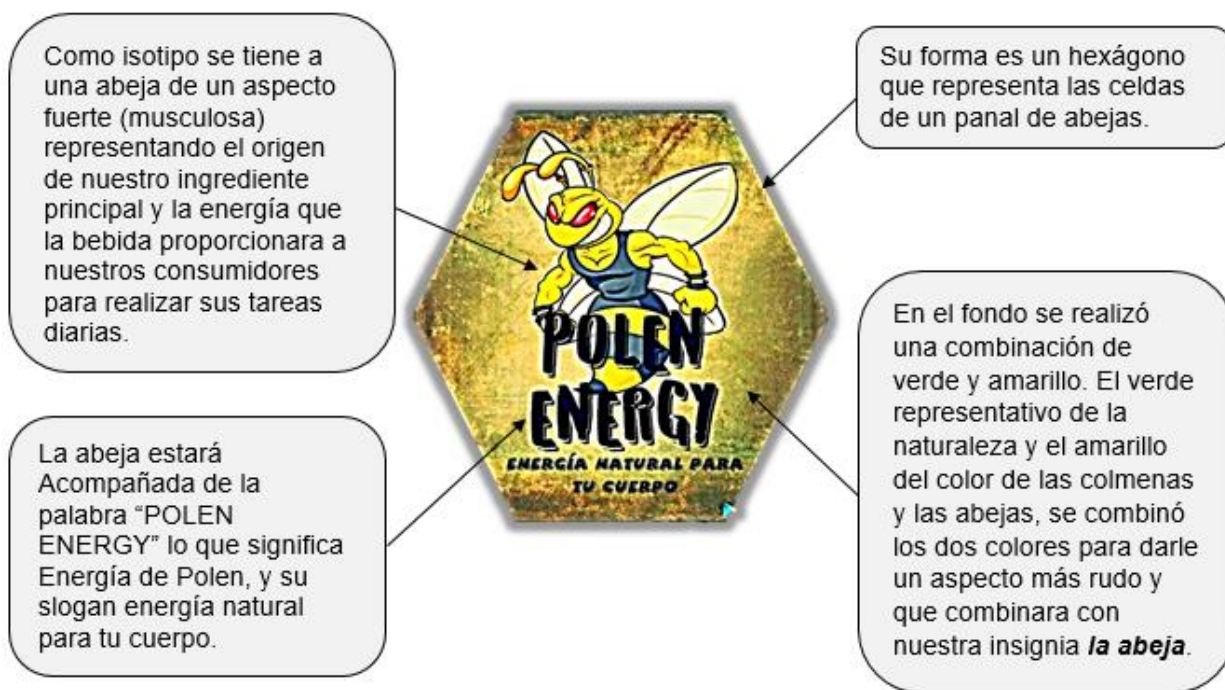 Como isotipo se tiene a
una abeja de un aspecto
fuerte (musculosa)
representando el origen
de nuestro ingrediente
principal y la energía que
la bebida proporcionara a
nuestros consumidores
para realizar sus tareas
diarias.
Su forma es un hexágono
que representa las celdas
de un panal de abejas.
POLEN
ENERGY
ENERGÍA NATURAL PARA
TU CUERPO
La abeja estará
Acompañada de la
palabra “POLEN
ENERGY” lo que significa
Energía de Polen, y su
slogan energía natural
para tu cuerpo.
En el fondo se realizó
una combinación de
verde y amarillo. El verde
representativo de la
naturaleza y el amarillo
del color de las colmenas
y las abejas, se combinó
los dos colores para darle
un aspecto más rudo y
que combinara con
nuestra insignia la abeja.